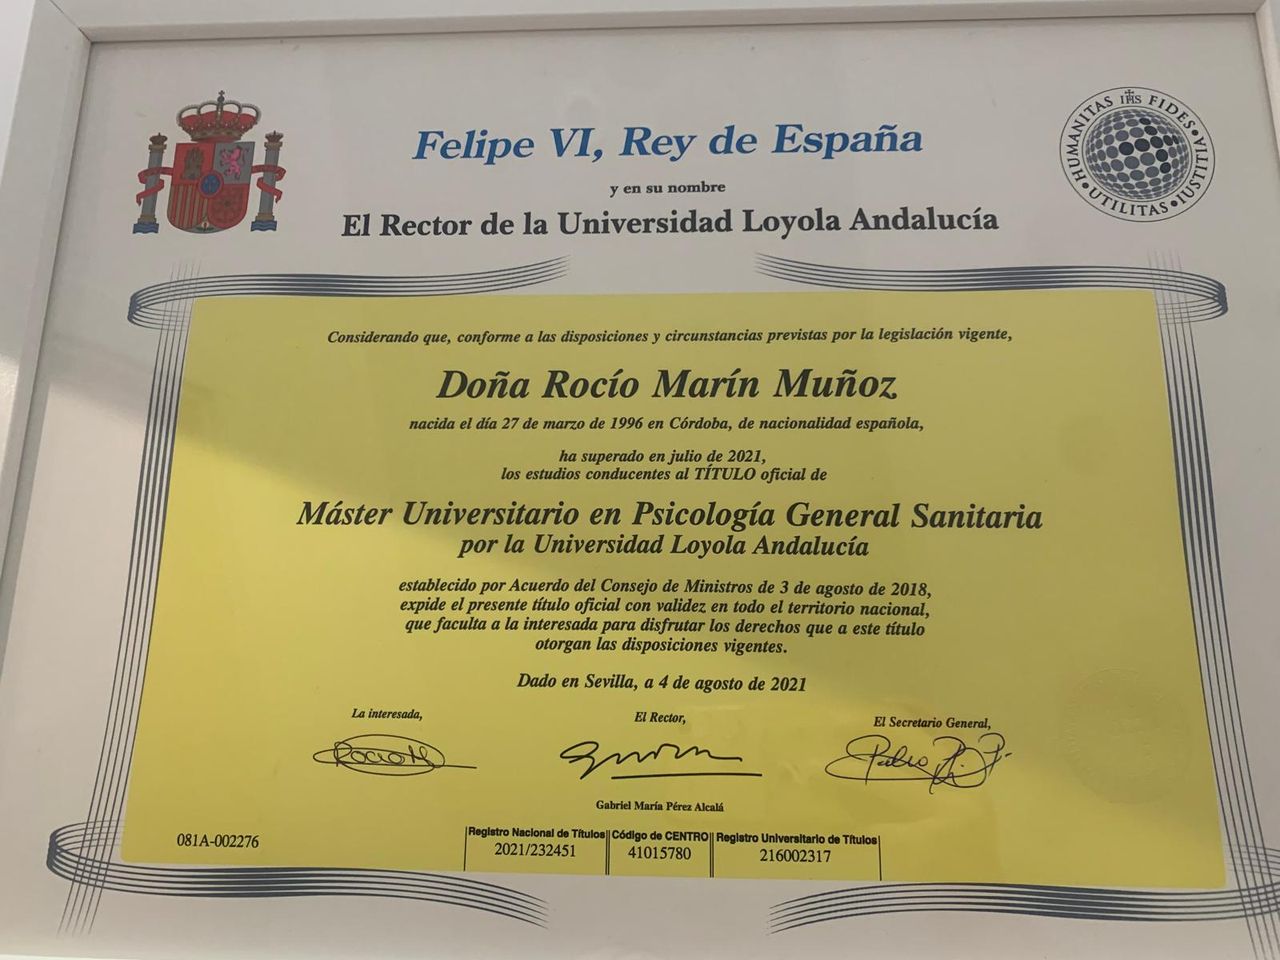 Felipe VI, Rey de España
y en su nombre
El Rector de la Universidad Loyola Andalucía
HUMANITAS IHS FIDES • IUSTITIA • UTILITAS •
Considerando que, conforme a las disposiciones y circunstancias previstas por la legislación vigente,
Doña Rocío Marín Muñoz
nacida el día 27 de marzo de 1996 en Córdoba, de nacionalidad española,
ha superado en julio de 2021,
los estudios conducentes al TÍTULO oficial de
Máster Universitario en Psicología General Sanitaria
por la Universidad Loyola Andalucía
establecido por Acuerdo del Consejo de Ministros de 3 de agosto de 2018,
expide el presente título oficial con validez en todo el territorio nacional,
que faculta a la interesada para disfrutar los derechos que a este título
otorgan las disposiciones vigentes.
Dado en Sevilla, a 4 de agosto de 2021
La interesada,
El Rector,
El Secretario General,
Gabriel María Pérez Alcalá
081A-002276
Registro Nacional de Títulos
2021/232451
Código de CENTRO
41015780
Registro Universitario de Títulos
216002317